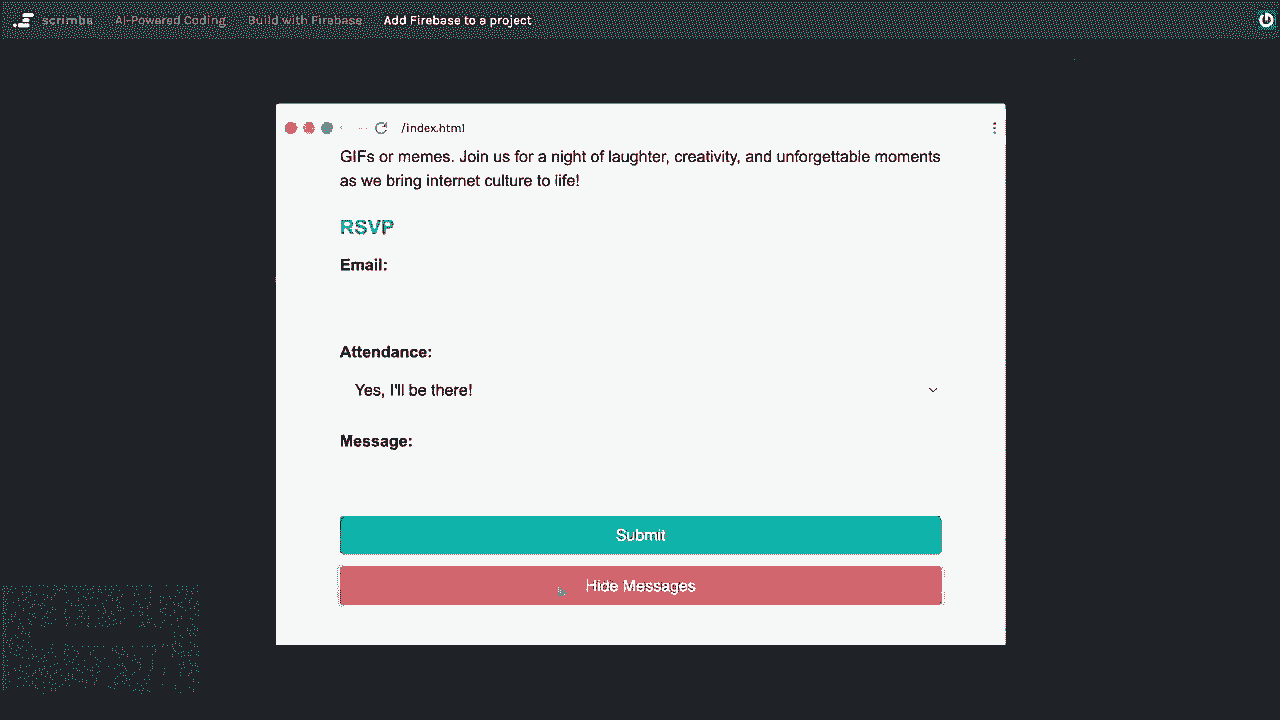 scrimba AI-Powered Coding Build with Firebase Add Firebase to a project
/index.html
GIFs or memes. Join us for a night of laughter, creativity, and unforgettable moments
as we bring internet culture to life!
RSVP
Email:
Attendance:
Yes, I'll be there!
Message:
Submit
Hide Messages